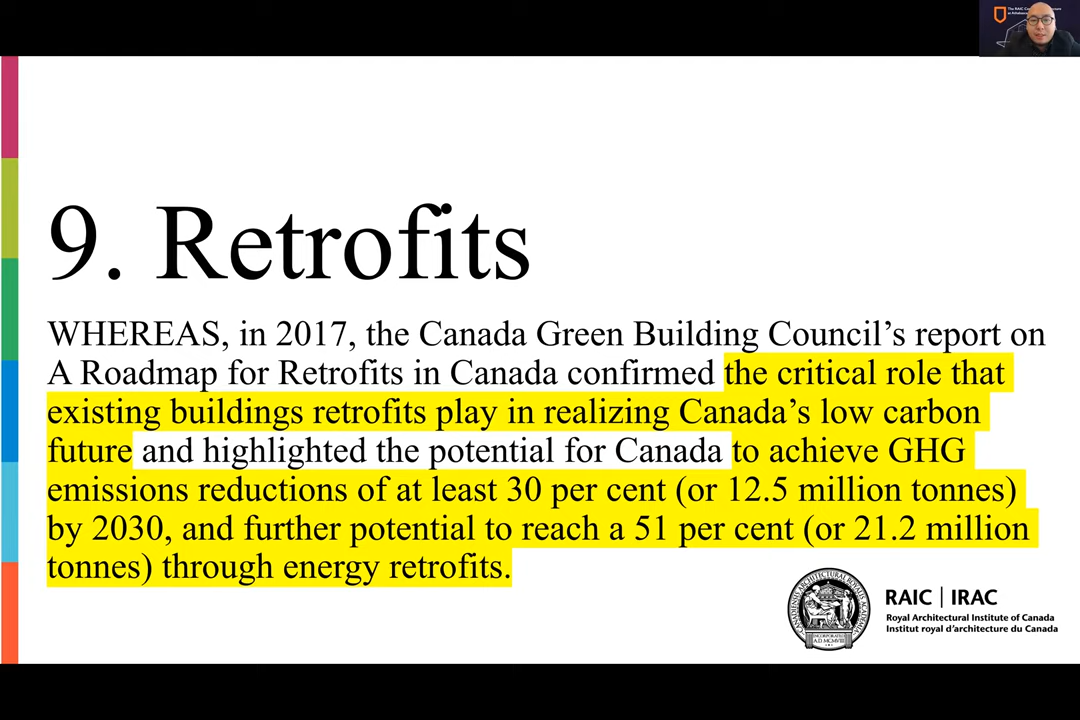 The RAIC
9. Retrofits
WHEREAS, in 2017, the Canada Green Building Council’s report on
A Roadmap for Retrofits in Canada confirmed the critical role that
existing buildings retrofits play in realizing Canada’s low carbon
future and highlighted the potential for Canada to achieve GHG
emissions reductions of at least 30 per cent (or 12.5 million tonnes)
by 2030, and further potential to reach a 51 per cent (or 21.2 million
tonnes) through energy retrofits.
RAIC | IRAC
Royal Architectural Institute of Canada
Institut royal d’architecture du Canada
INCORPORATED
A.D. MCMVIII